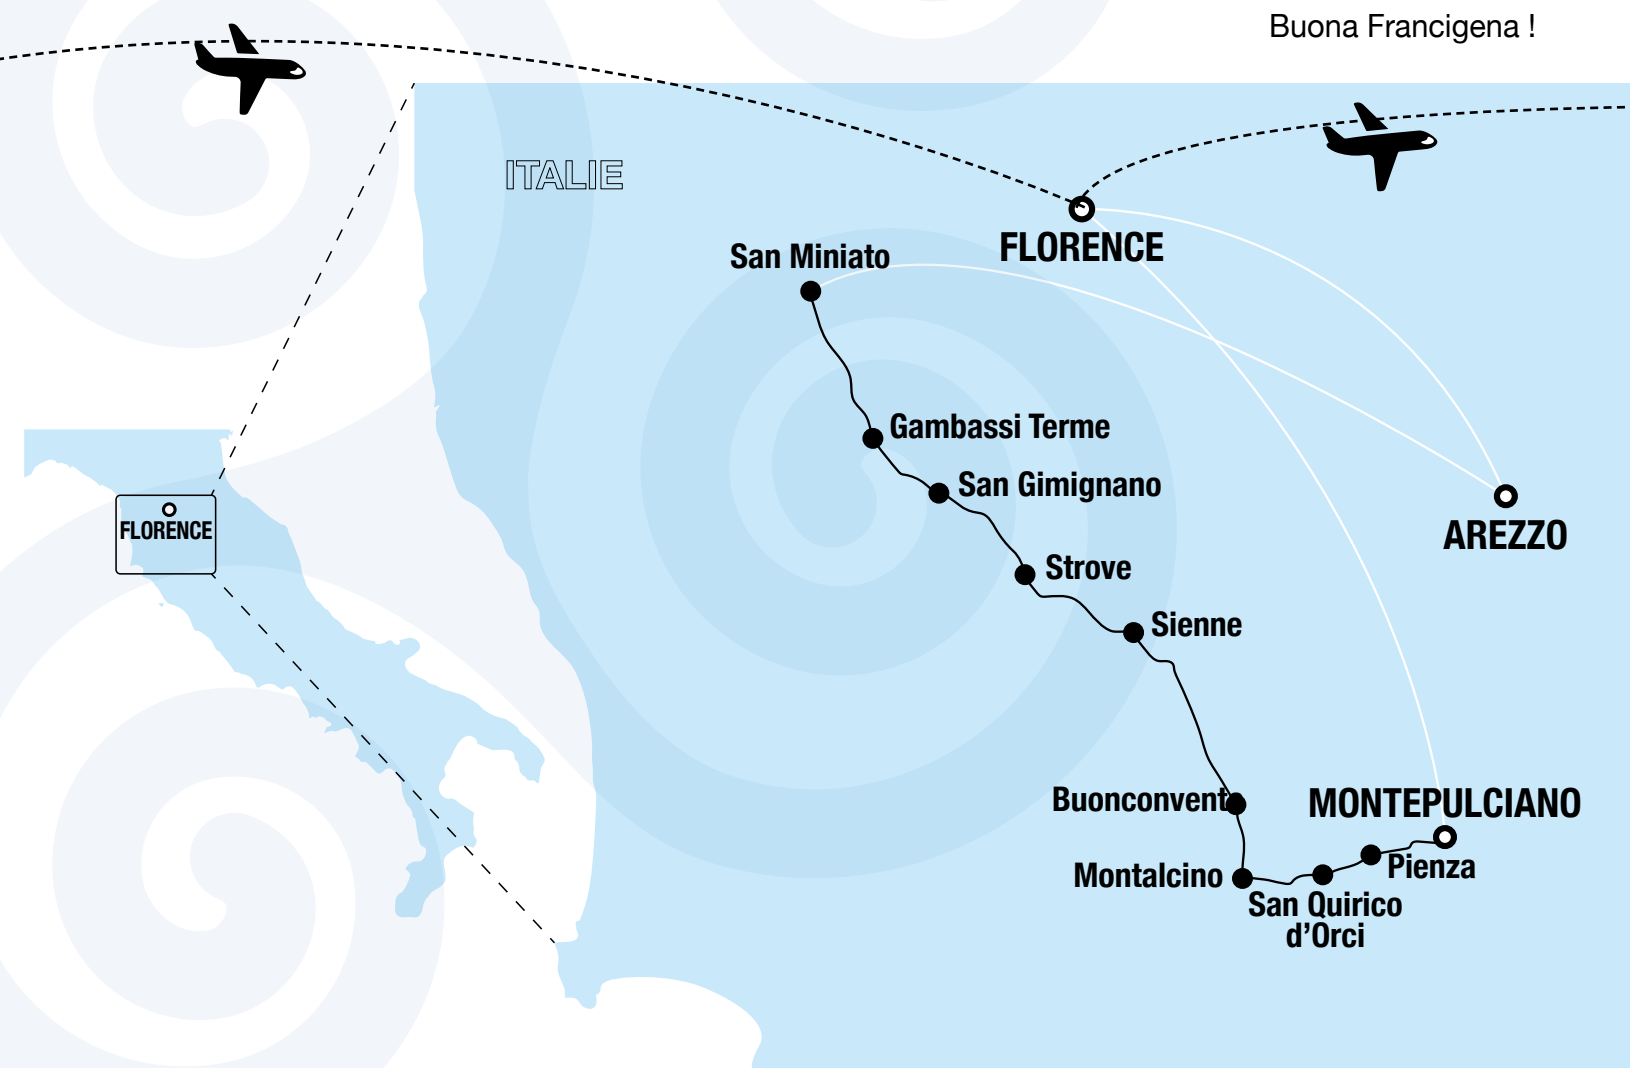 Buona Francigena !
ITALIE
FLORENCE
San Miniato
Gambassi Terme
San Gimignano
AREZZO
FLORENCE
Strove
Sienne
Buonconvent
MONTEPULCIANO
Pienza
Montalcino
San Quirico
d’Orci